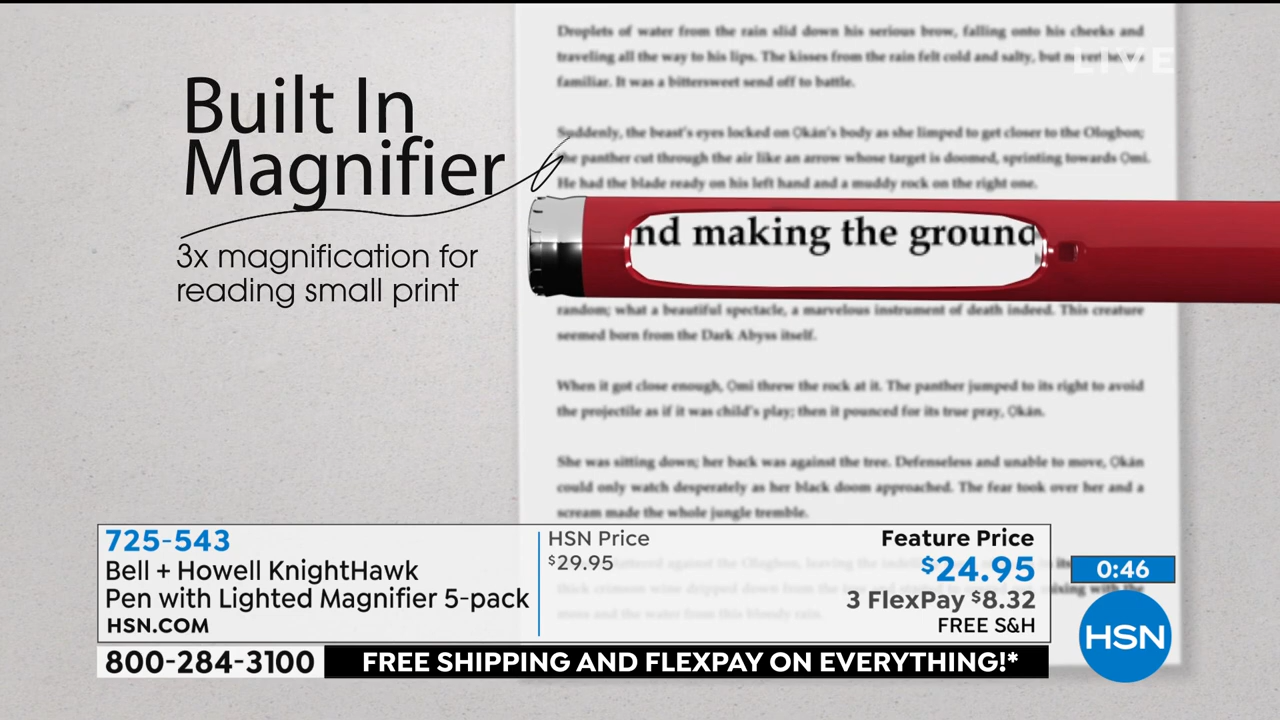 Droplets of water from the rain slid down his serious brow, falling onto his cheeks and
traveling all the way to his lips. The kisses from the rain felt cold and salty, but
familiar. It was a bittersweet send off to battle.
LIVE
Built In
Magnifier
3x magnification for
reading small print
Suddenly, the beast's eyes locked on Ọkán's body as she limped to get closer to the Ologbon;
the panther cut through the air like an arrow whose target is doomed, sprinting towards Ọmi.
He had the blade ready on his left hand and a muddy rock on the right one.
nd making the ground
random; what a beautiful spectacle, a marvelous instrument of death indeed. This creature
seemed born from the Dark Abyss itself.
When it got close enough, Ọmi threw the rock at it. The panther jumped to its right to avoid
the projectile as if it was child's play; then it pounced for its true pray, Ọkán.
She was sitting down; her back was against the tree. Defenseless and unable to move, Ọkán
could only watch desperately as her black doom approached. The fear took over her and a
scream made the whole jungle tremble.
725-543
Bell + Howell KnightHawk
Pen with Lighted Magnifier 5-pack
HSN.COM
HSN Price
$29.95
Feature Price
$24.95
3 FlexPay $8.32
FREE S&H
0:46
HSN
800-284-3100
FREE SHIPPING AND FLEXPAY ON EVERYTHING!*